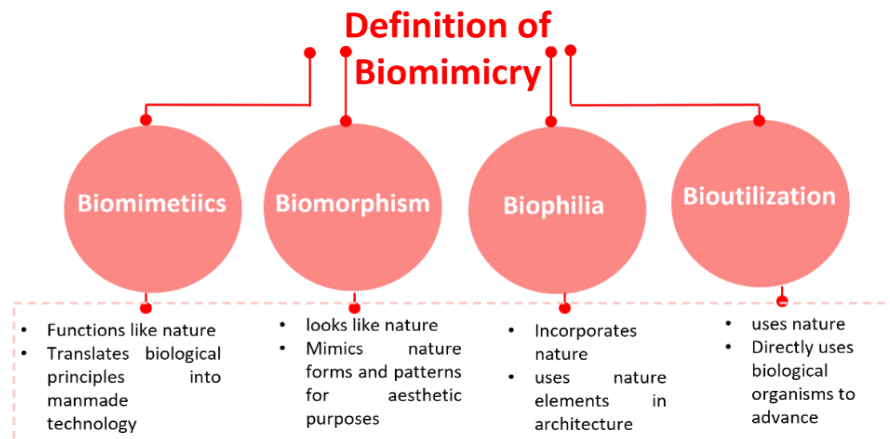 Definition of
Biomimicry
Biomimetiics
Biomorphism
Biophilia
Bioutilization
• Functions like nature
• Translates biological
principles into
manmade
technology
• looks like nature
• Mimics nature
forms and patterns
for aesthetic
purposes
• Incorporates
nature
• uses nature
elements in
architecture
• uses nature
• Directly uses
biological
organisms to
advance